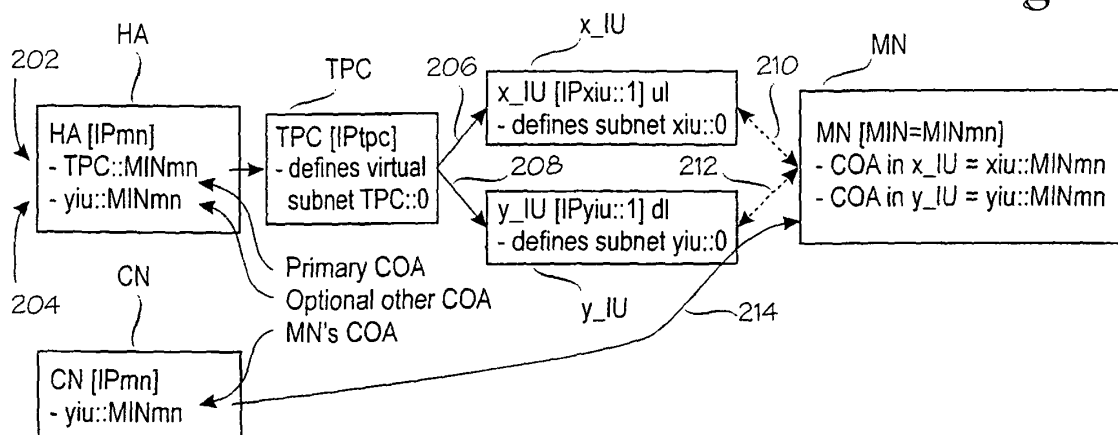 g
HA
x_IU
MN
202
TPC
206
210
HA [IPmn]
- TPC::MINmn
- yiu::MINmn
TPC [IPtpc]
- defines virtual
subnet TPC::0
x_IU [IPxiu::1] ul
- defines subnet xiu::0
MN [MIN=MINmn]
- COA in x_IU = xiu::MINmn
- COA in y_IU = yiu::MINmn
208
212
y_IU [IPyiu::1] dl
- defines subnet yiu::0
204
CN
Primary COA
Optional other COA
MN's COA
y_IU
214
CN [IPmn]
- yiu::MINmn